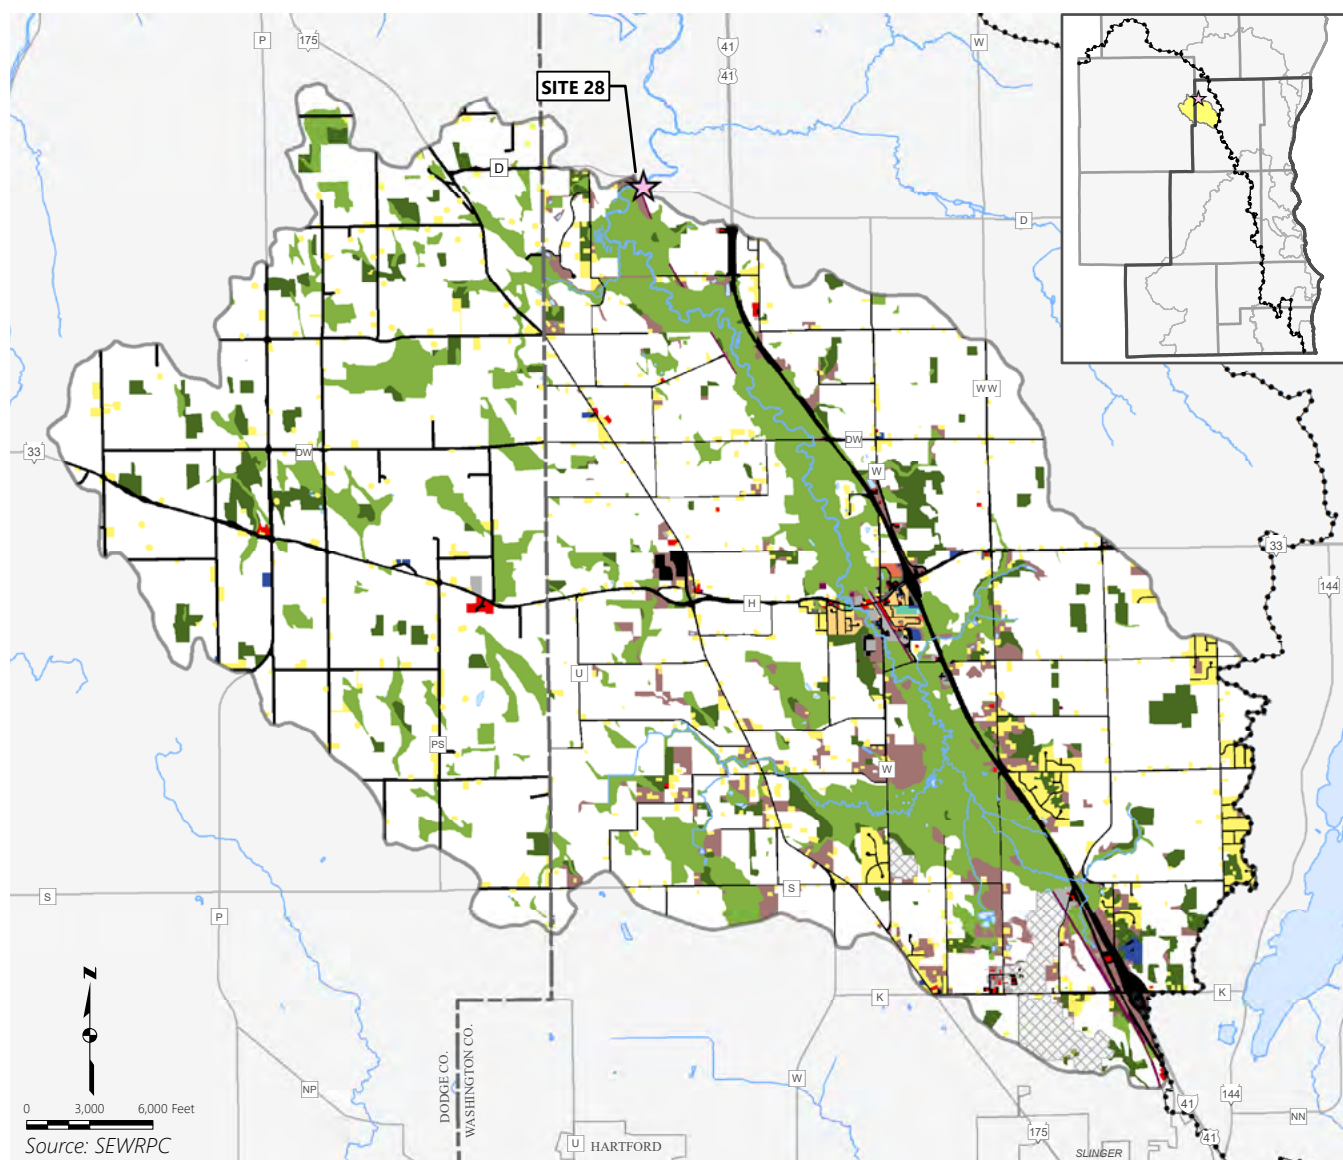 P
175
41
41
W
SITE 28
D
D
WW
33
DW
DW
W
33
144
H
U
PS
W
S
S
P
K
K
N
DODGE CO.
WASHINGTON CO.
0 3,000 6,000 Feet
Source: SEWRPC
NP
W
U
HARTFORD
175
SLINGER
41
144
41
NN